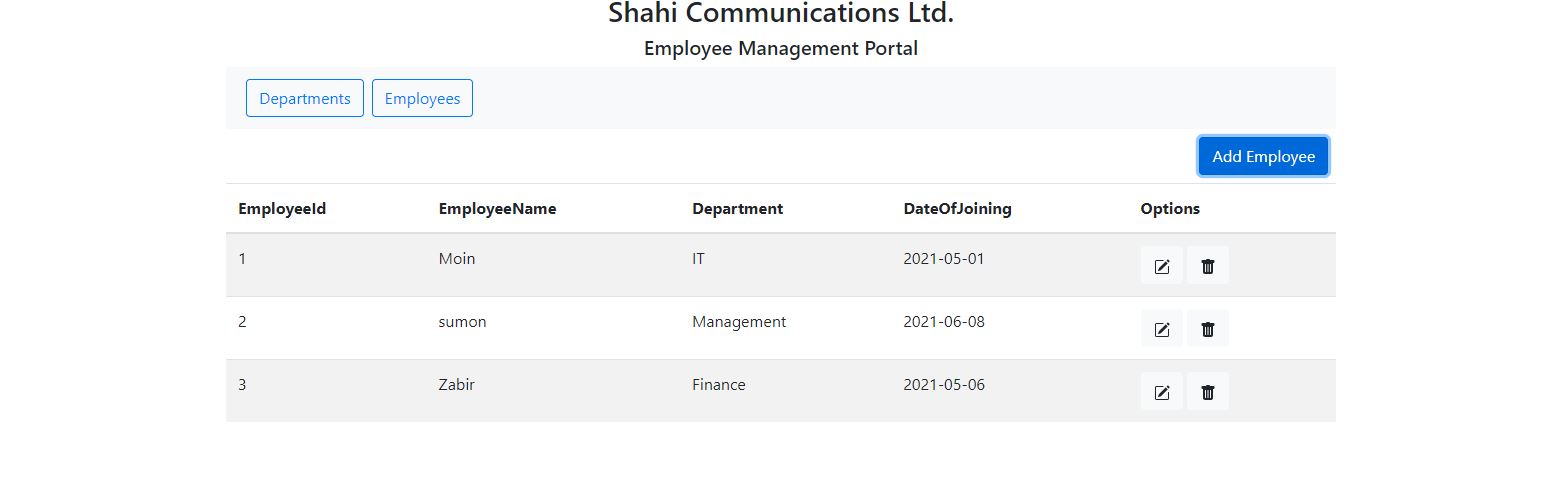 Shahi Communications Ltd.
Employee Management Portal
Departments Employees
Add Employee
EmployeeId EmployeeName Department DateOfJoining Options
1 Moin IT 2021-05-01
2 sumon Management 2021-06-08
3 Zabir Finance 2021-05-06